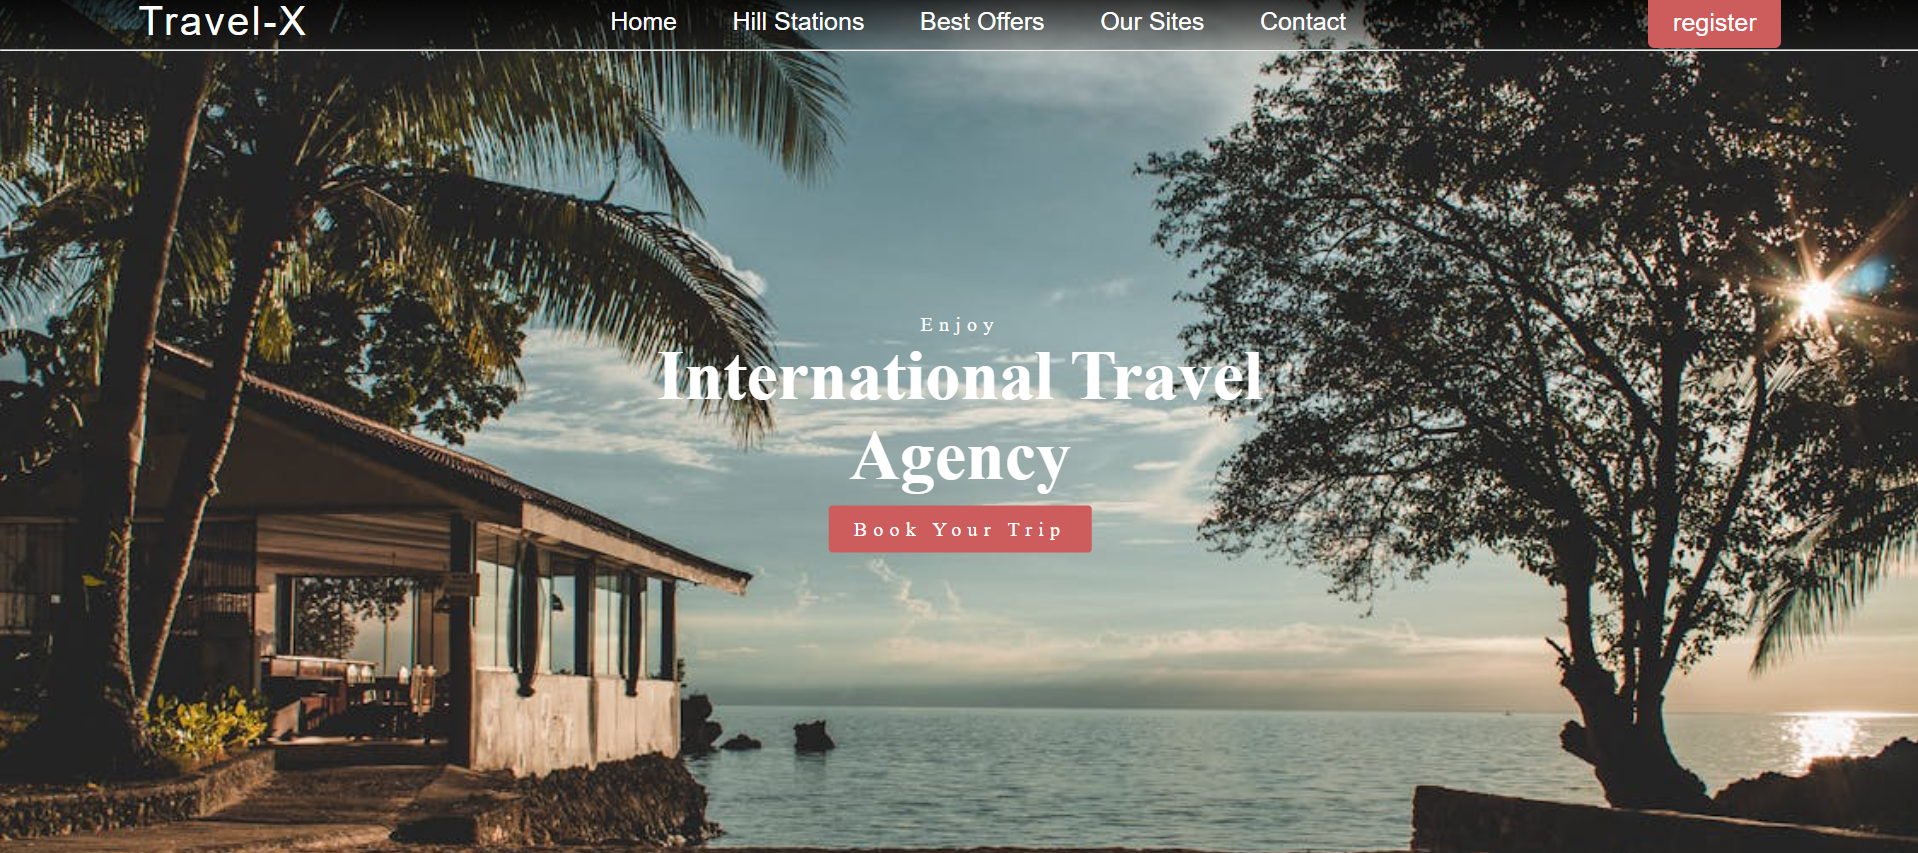 Travel-X
Home
Hill Stations
Best Offers
Our Sites
Contact
register
Enjoy
International Travel
Agency
Book Your Trip